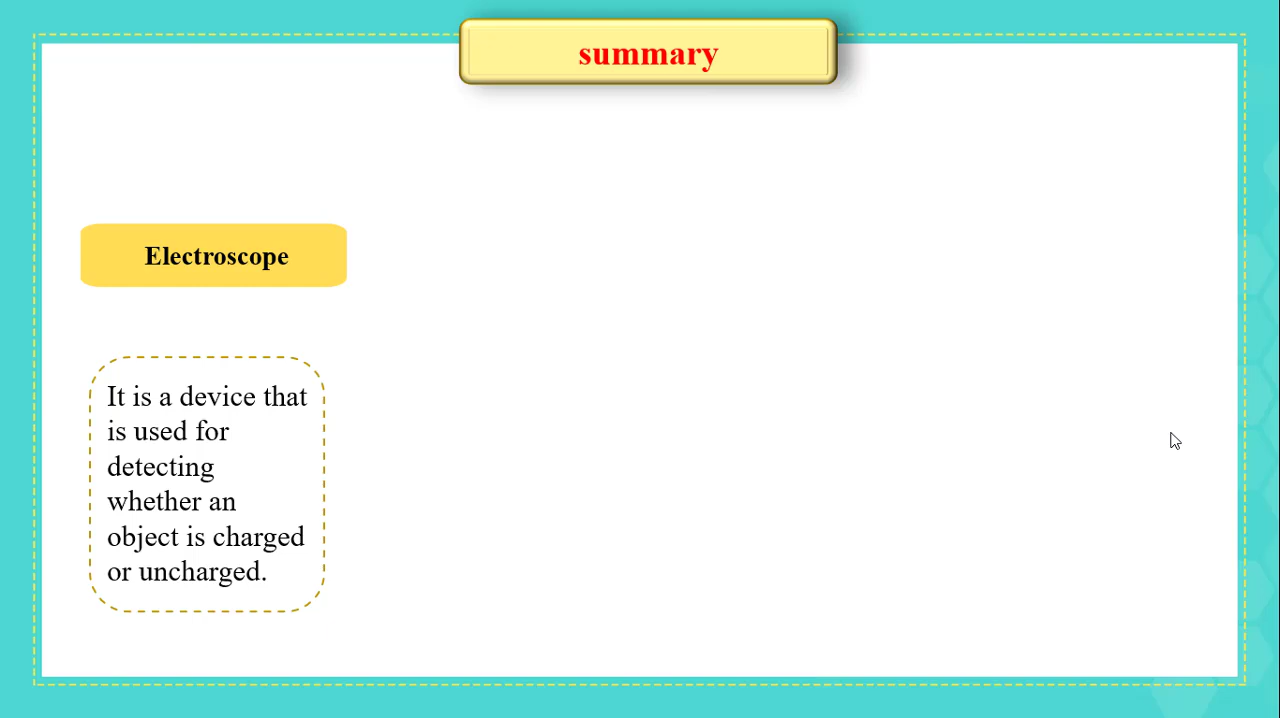 summary
Electroscope
It is a device that
is used for
detecting
whether an
object is charged
or uncharged.